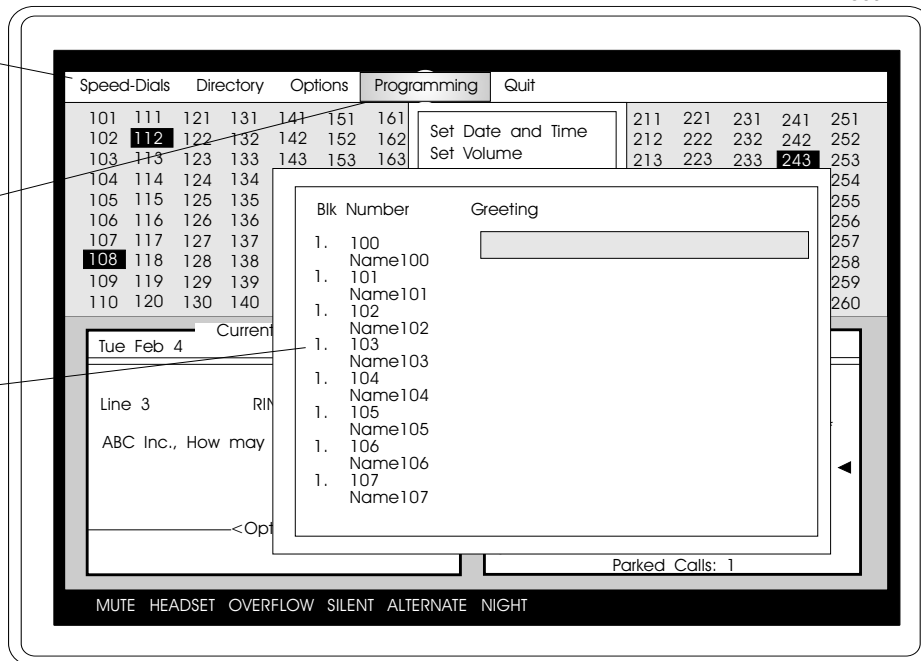 Speed-Dials Directory Options Programming Quit
101 111 121 131 141 151 161 211 221 231 241 251
102 112 122 132 142 152 162 Set Date and Time 212 222 232 242 252
103 113 123 133 143 153 163 Set Volume 213 223 233 243 253
104 114 124 134 254
105 115 125 135 255
106 116 126 136 256
107 117 127 137 257
108 118 128 138 258
109 119 129 139 259
110 120 130 140 260
Blk Number Greeting
1. 100
Name100
1. 101
Name101
1. 102
Name102
1. 103
Name103
1. 104
Name104
1. 105
Name105
1. 106
Name106
1. 107
Name107
Current
Tue Feb 4
Line 3
ABC Inc., How may
<Opt
Parked Calls: 1
MUTE HEADSET OVERFLOW SILENT ALTERNATE NIGHT